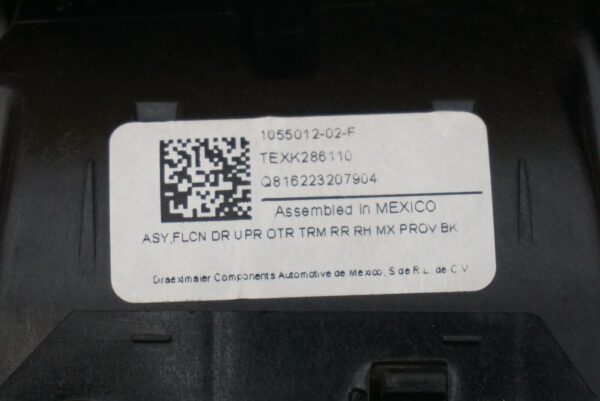 1055012-02-F
TEXK286110
Q816223207904
Assembled in MEXICO
ASY,FLCN DR UPR OTR TRM RR RH MX PROV BK
Draexlmaier Components Automotive de Mexico, S de R.L. de C.V.